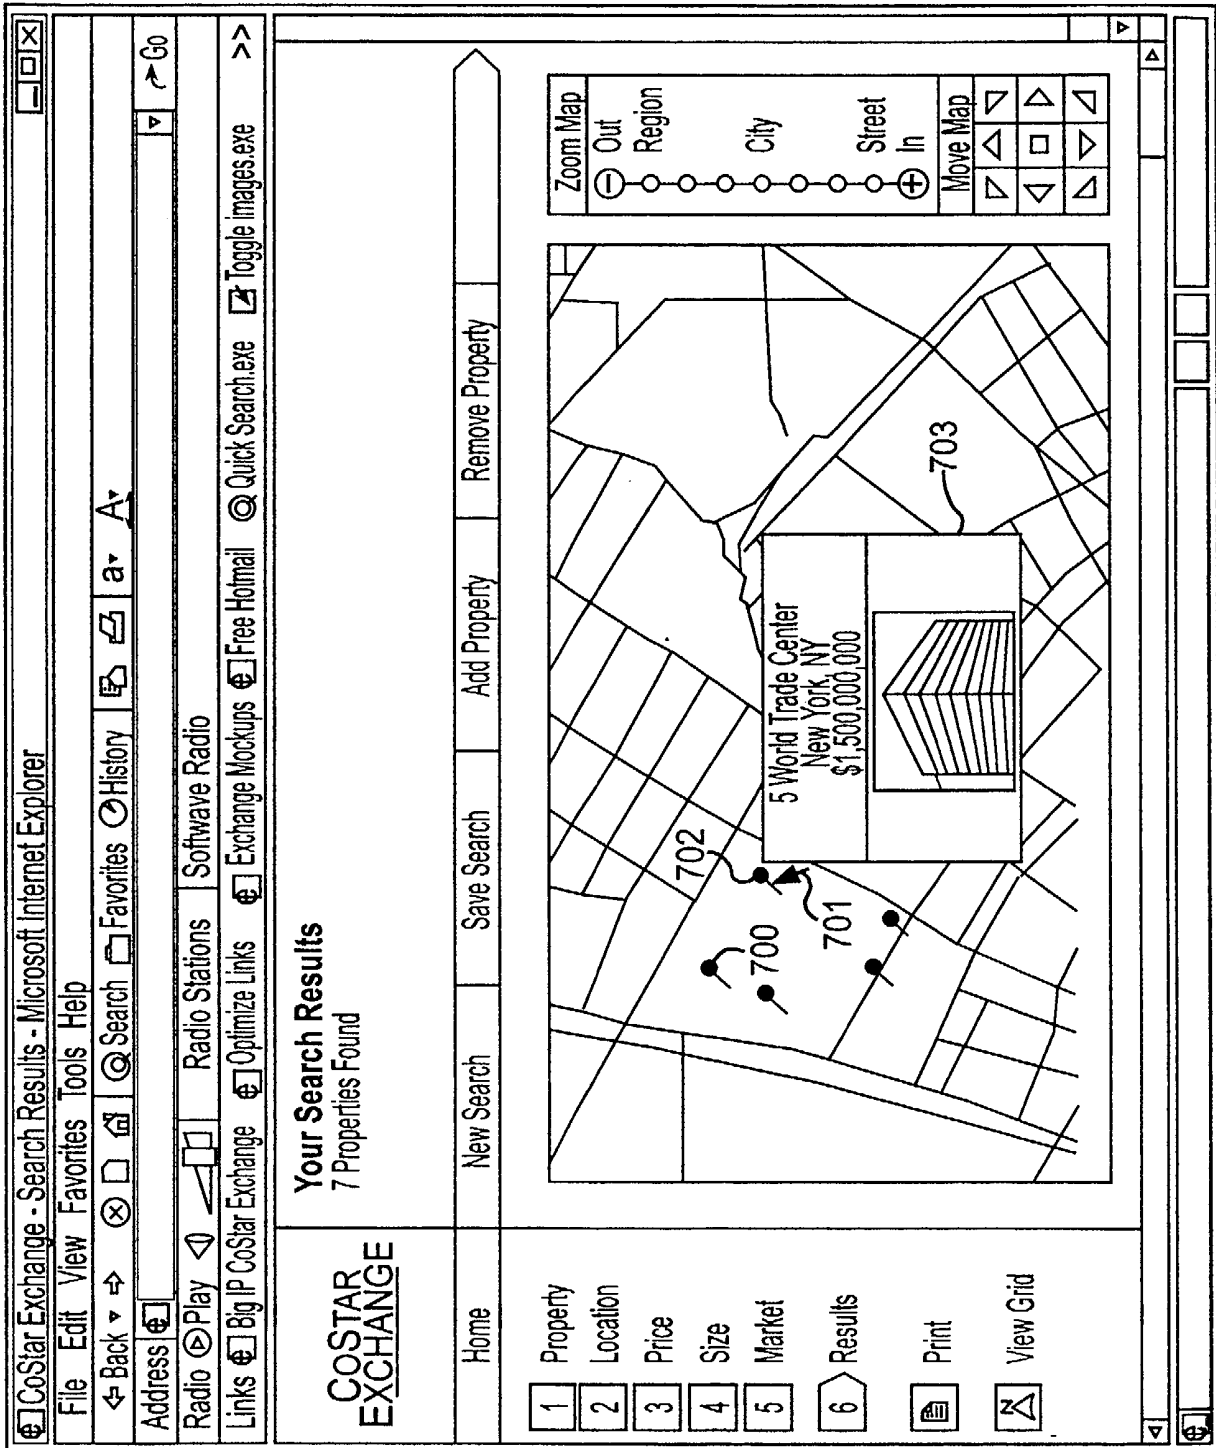 CoStar Exchange - Search Results - Microsoft Internet Explorer
File Edit View Favorites Tools Help
Back Search Favorites History a A
Address Go
Radio Play Radio Stations Softwave Radio
Links Big IP CoStar Exchange Optimize Links Exchange Mockups Free Hotmail Quick Search.exe Toggle images.exe >>
COSTAR
EXCHANGE
Your Search Results
7 Properties Found
Home New Search Save Search Add Property Remove Property
1 Property
2 Location
3 Price
4 Size
5 Market
6 Results
Print
N View Grid
700
701
702
703
5 World Trade Center
New York, NY
$1,500,000,000
Zoom Map
Out
Region
City
Street
In
Move Map